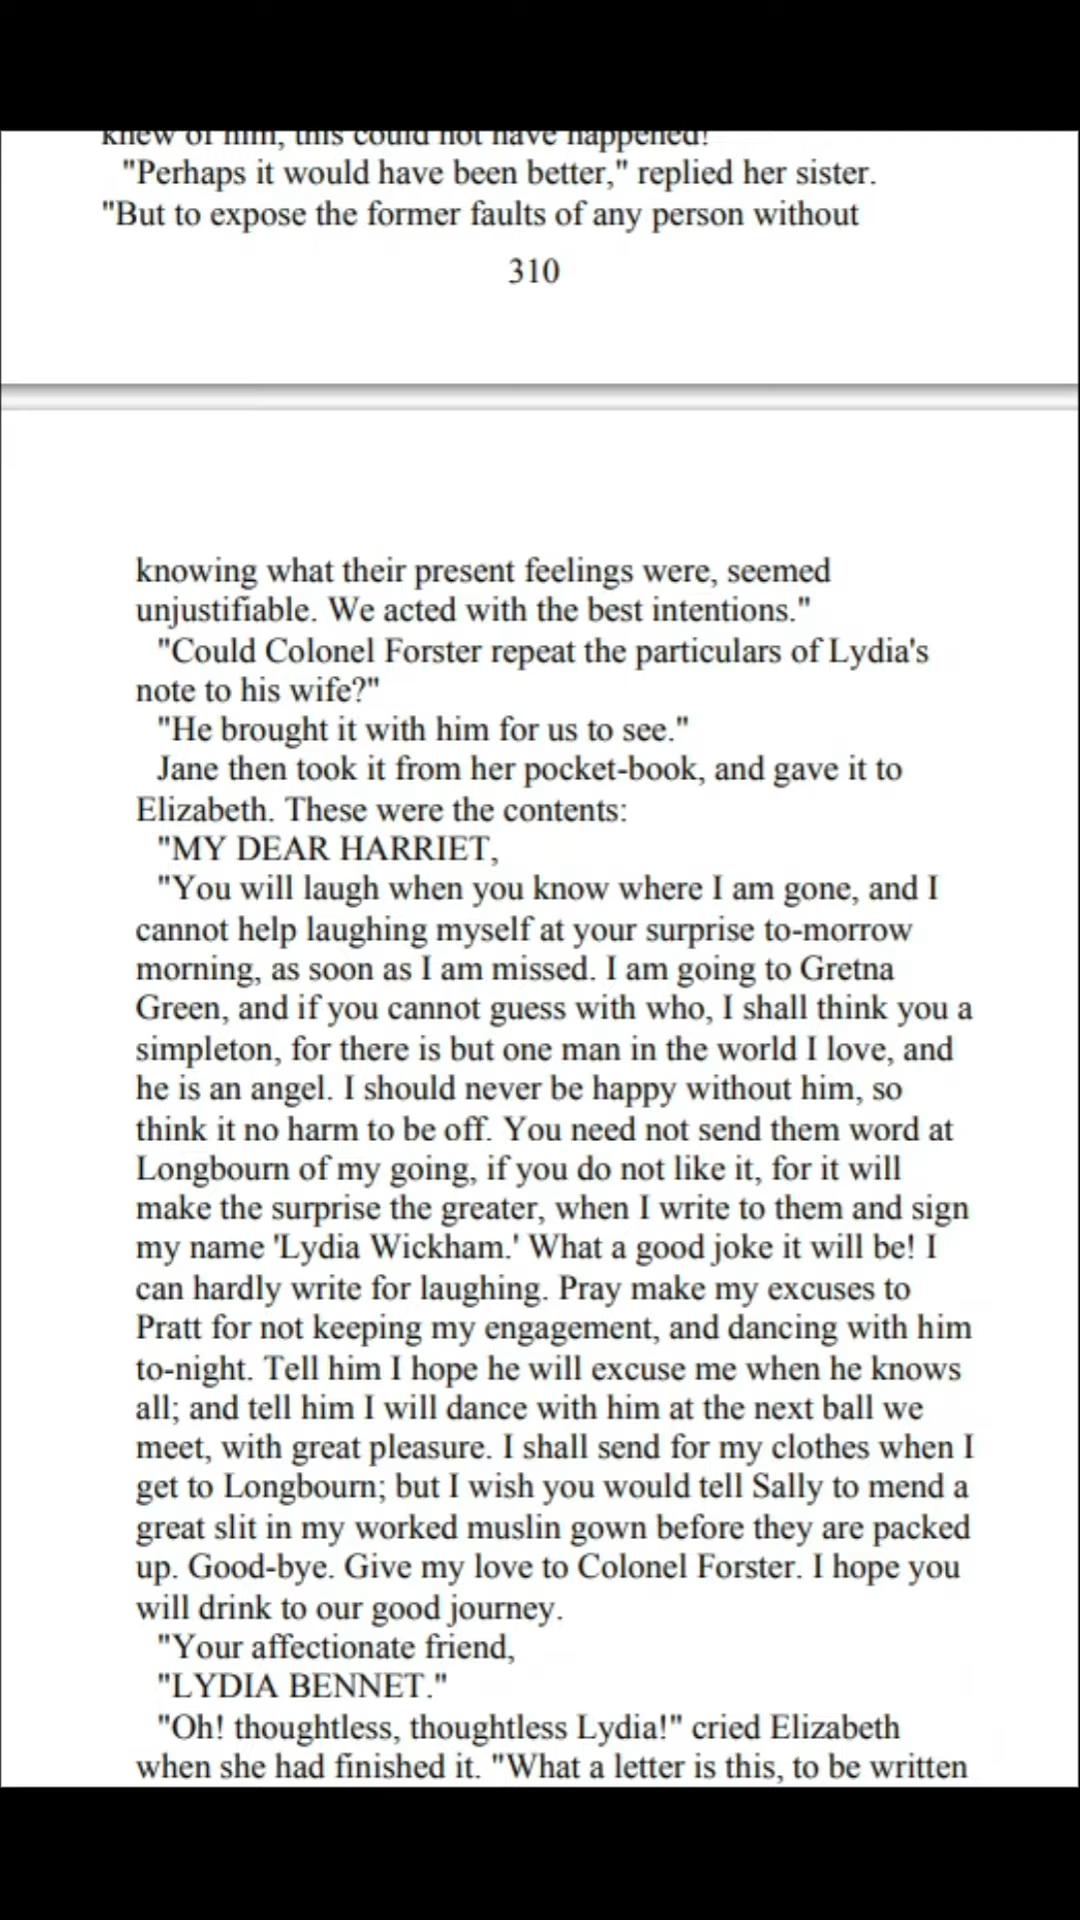 knew of him, this could not have happened!
"Perhaps it would have been better," replied her sister.
"But to expose the former faults of any person without
310
knowing what their present feelings were, seemed
unjustifiable. We acted with the best intentions."
"Could Colonel Forster repeat the particulars of Lydia's
note to his wife?"
"He brought it with him for us to see."
Jane then took it from her pocket-book, and gave it to
Elizabeth. These were the contents:
"MY DEAR HARRIET,
"You will laugh when you know where I am gone, and I
cannot help laughing myself at your surprise to-morrow
morning, as soon as I am missed. I am going to Gretna
Green, and if you cannot guess with who, I shall think you a
simpleton, for there is but one man in the world I love, and
he is an angel. I should never be happy without him, so
think it no harm to be off. You need not send them word at
Longbourn of my going, if you do not like it, for it will
make the surprise the greater, when I write to them and sign
my name 'Lydia Wickham.' What a good joke it will be! I
can hardly write for laughing. Pray make my excuses to
Pratt for not keeping my engagement, and dancing with him
to-night. Tell him I hope he will excuse me when he knows
all; and tell him I will dance with him at the next ball we
meet, with great pleasure. I shall send for my clothes when I
get to Longbourn; but I wish you would tell Sally to mend a
great slit in my worked muslin gown before they are packed
up. Good-bye. Give my love to Colonel Forster. I hope you
will drink to our good journey.
"Your affectionate friend,
"LYDIA BENNET."
"Oh! thoughtless, thoughtless Lydia!" cried Elizabeth
when she had finished it. "What a letter is this, to be written